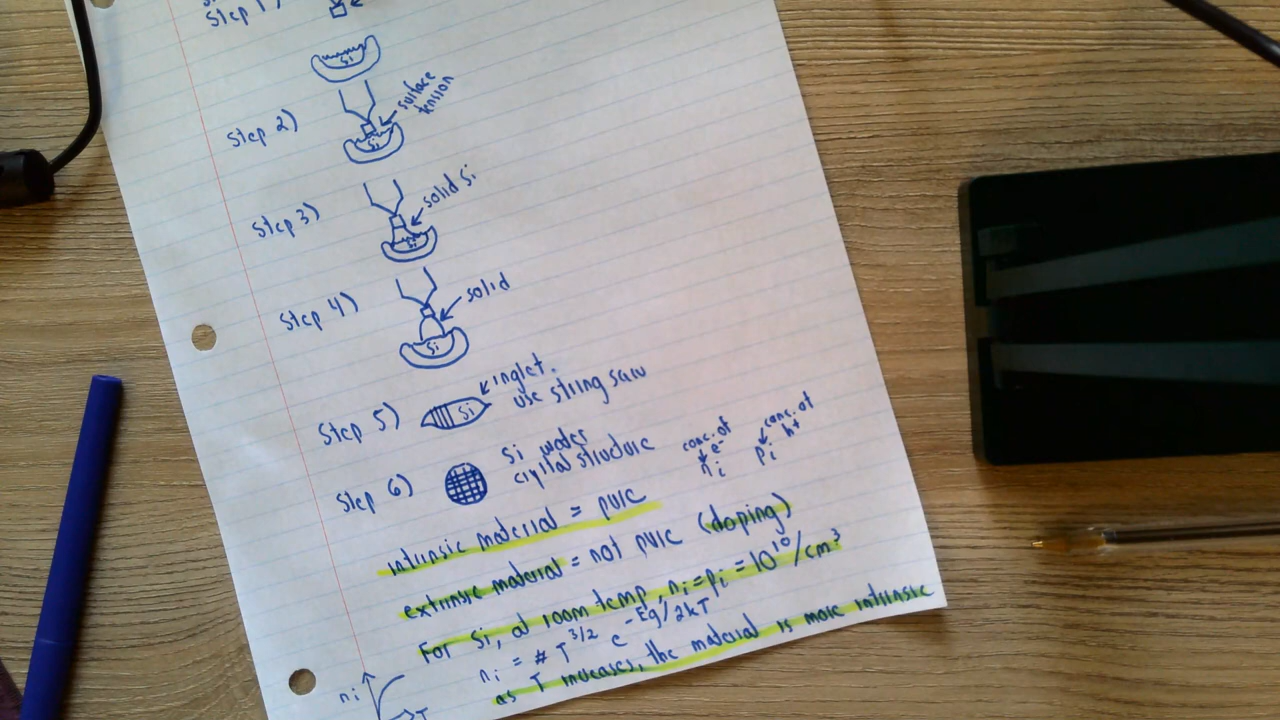 Step 1)
Si
Step 2)
surface
tension
Si
Step 3)
solid Si
Step 4)
solid
Si
Step 5)
Si
inglet.
use string saw
Step 6)
Si wafer
crystal structure
conc. of
e-
ni
conc. of
h+
pi
intrinsic material = pure
extrinsic material = not pure (doping)
For Si, at room temp, ni = pi = 10^10/cm^3
ni = # T^3/2 e^-Eg/2kT
as T increases, the material is more intrinsic
ni
T